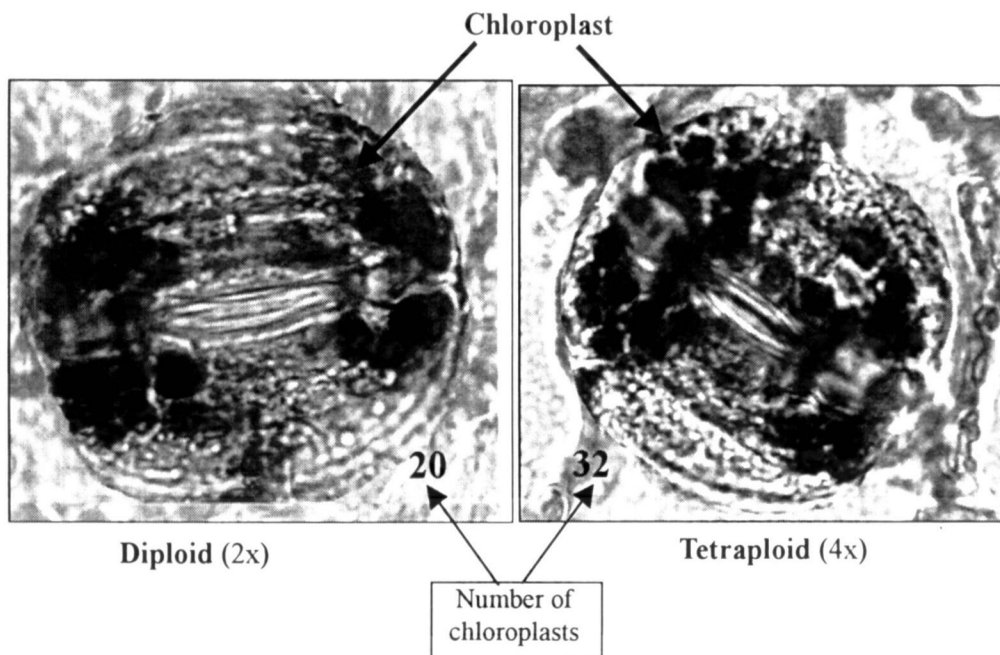 Chloroplast
20
32
Diploid (2x)
Tetraploid (4x)
Number of
chloroplasts